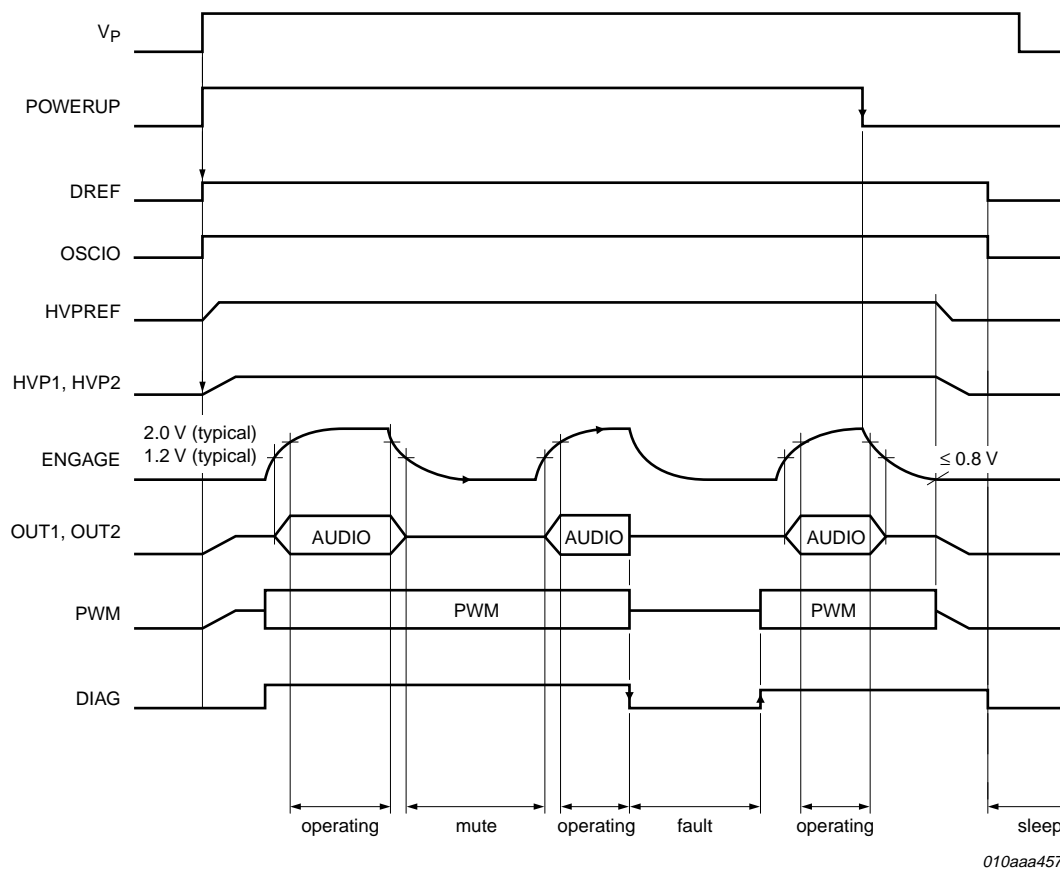 VP
POWERUP
DREF
OSCIO
HVPREF
HVP1, HVP2
2.0 V (typical)
1.2 V (typical)
ENGAGE
≤ 0.8 V
OUT1, OUT2
AUDIO
AUDIO
AUDIO
PWM
PWM
PWM
DIAG
operating
mute
operating
fault
operating
sleep
010aaa457